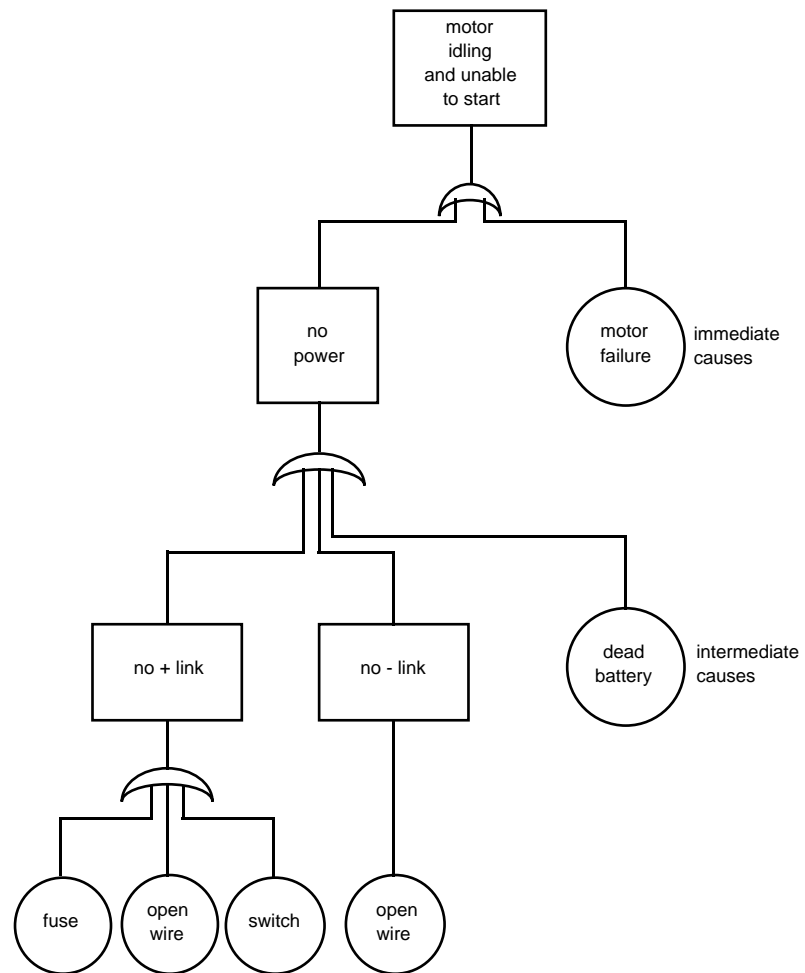 motor
idling
and unable
to start
no
power
motor
failure
immediate
causes
no + link
no - link
dead
battery
intermediate
causes
fuse
open
wire
switch
open
wire